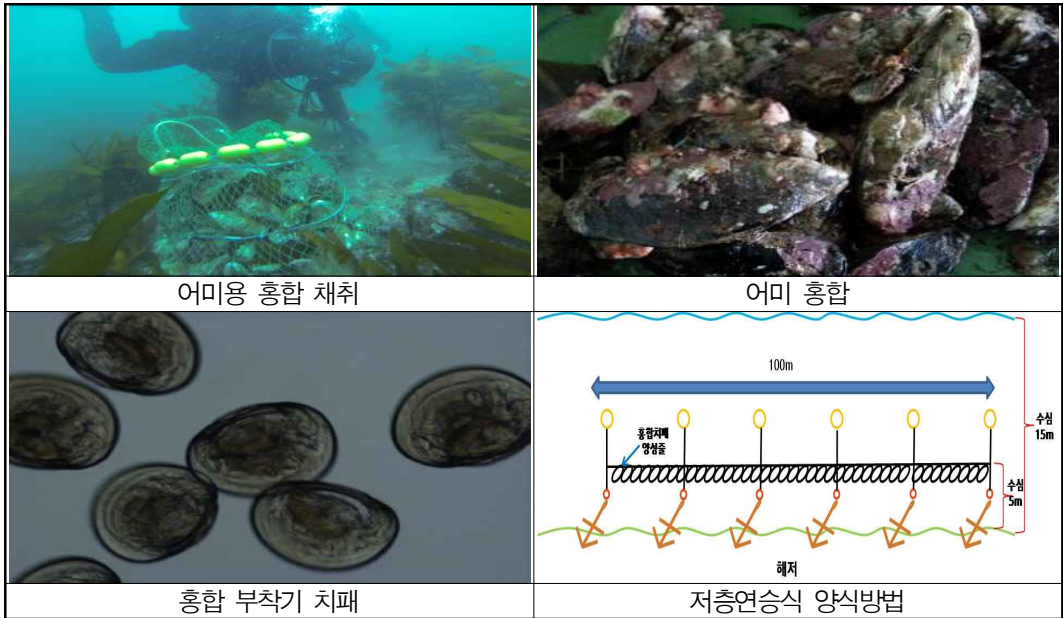 어미용 홍합 채취
어미 홍합
100m
수심
15m
홍합치패
양성줄
수심
5m
해저
홍합 부착기 치패
저층연승식 양식방법